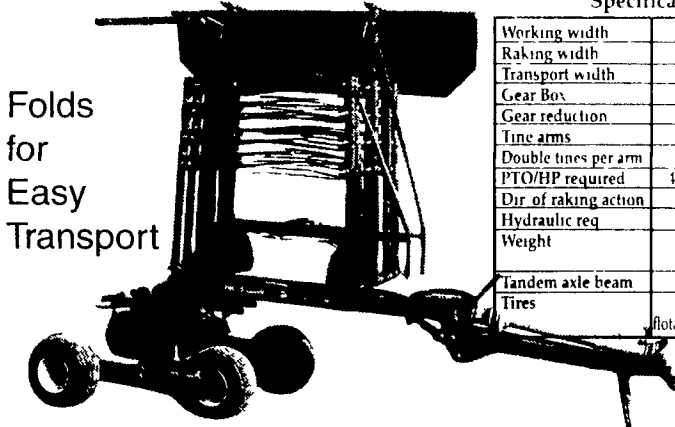 Folds
for
Easy
Transport
Working width
Raking width
Transport width
Gear Box
Gear reduction
Tine arms
Double tines per arm
PTO/HP required
Dir of raking action
Hydraulic req
Weight
Tandem axle beam
Tires